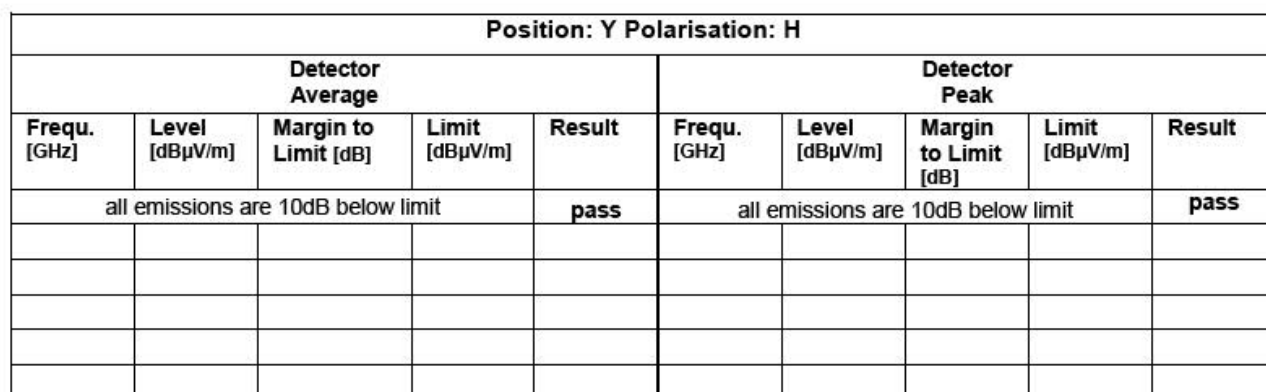 Position: Y Polarisation: H
Detector
Average
Detector
Peak
Frequ.
[GHz]
Level
[dBµV/m]
Margin to
Limit [dB]
Limit
[dBµV/m]
Result
Frequ.
[GHz]
Level
[dBµV/m]
Margin
to Limit
[dB]
Limit
[dBµV/m]
Result
all emissions are 10dB below limit
pass
all emissions are 10dB below limit
pass